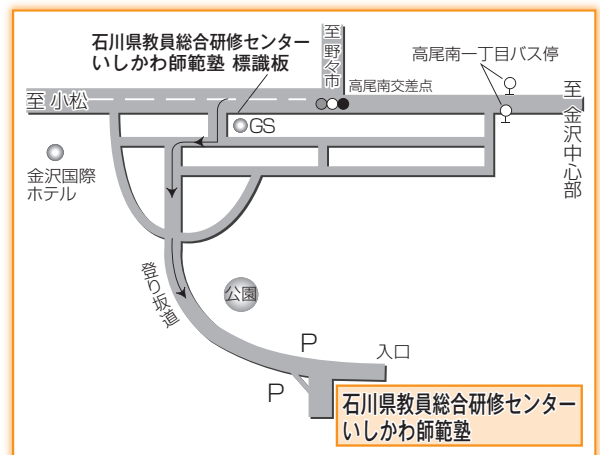 石川県教員総合研修センター
いしかわ師範塾 標識板
至 野々市
高尾南一丁目バス停
高尾南交差点
至 小松
至 金沢中心部
GS
金沢国際
ホテル
登り坂道
公園
P
入口
P
石川県教員総合研修センター
いしかわ師範塾